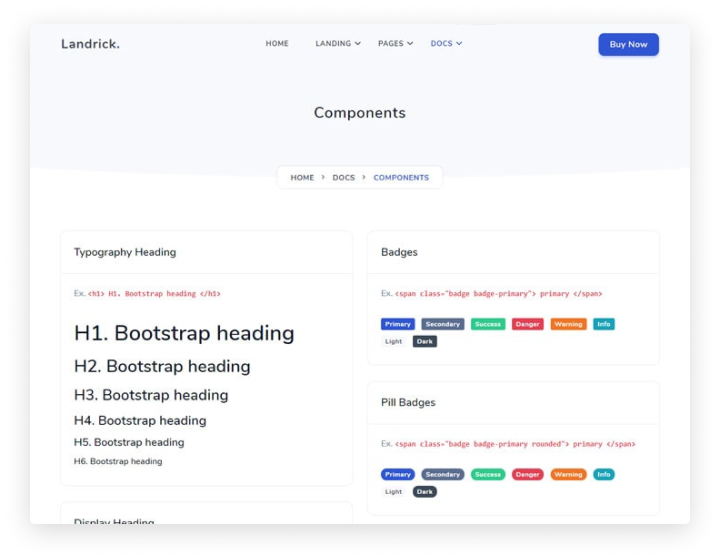 Landrick.
HOME LANDING PAGES DOCS
Buy Now
Components
HOME > DOCS > COMPONENTS
Typography Heading
Ex. <h1> H1. Bootstrap heading </h1>
H1. Bootstrap heading
H2. Bootstrap heading
H3. Bootstrap heading
H4. Bootstrap heading
H5. Bootstrap heading
H6. Bootstrap heading
Display Heading
Badges
Ex. <span class="badge badge-primary"> primary </span>
Primary Secondary Success Danger Warning Info
Light Dark
Pill Badges
Ex. <span class="badge badge-primary rounded"> primary </span>
Primary Secondary Success Danger Warning Info
Light Dark